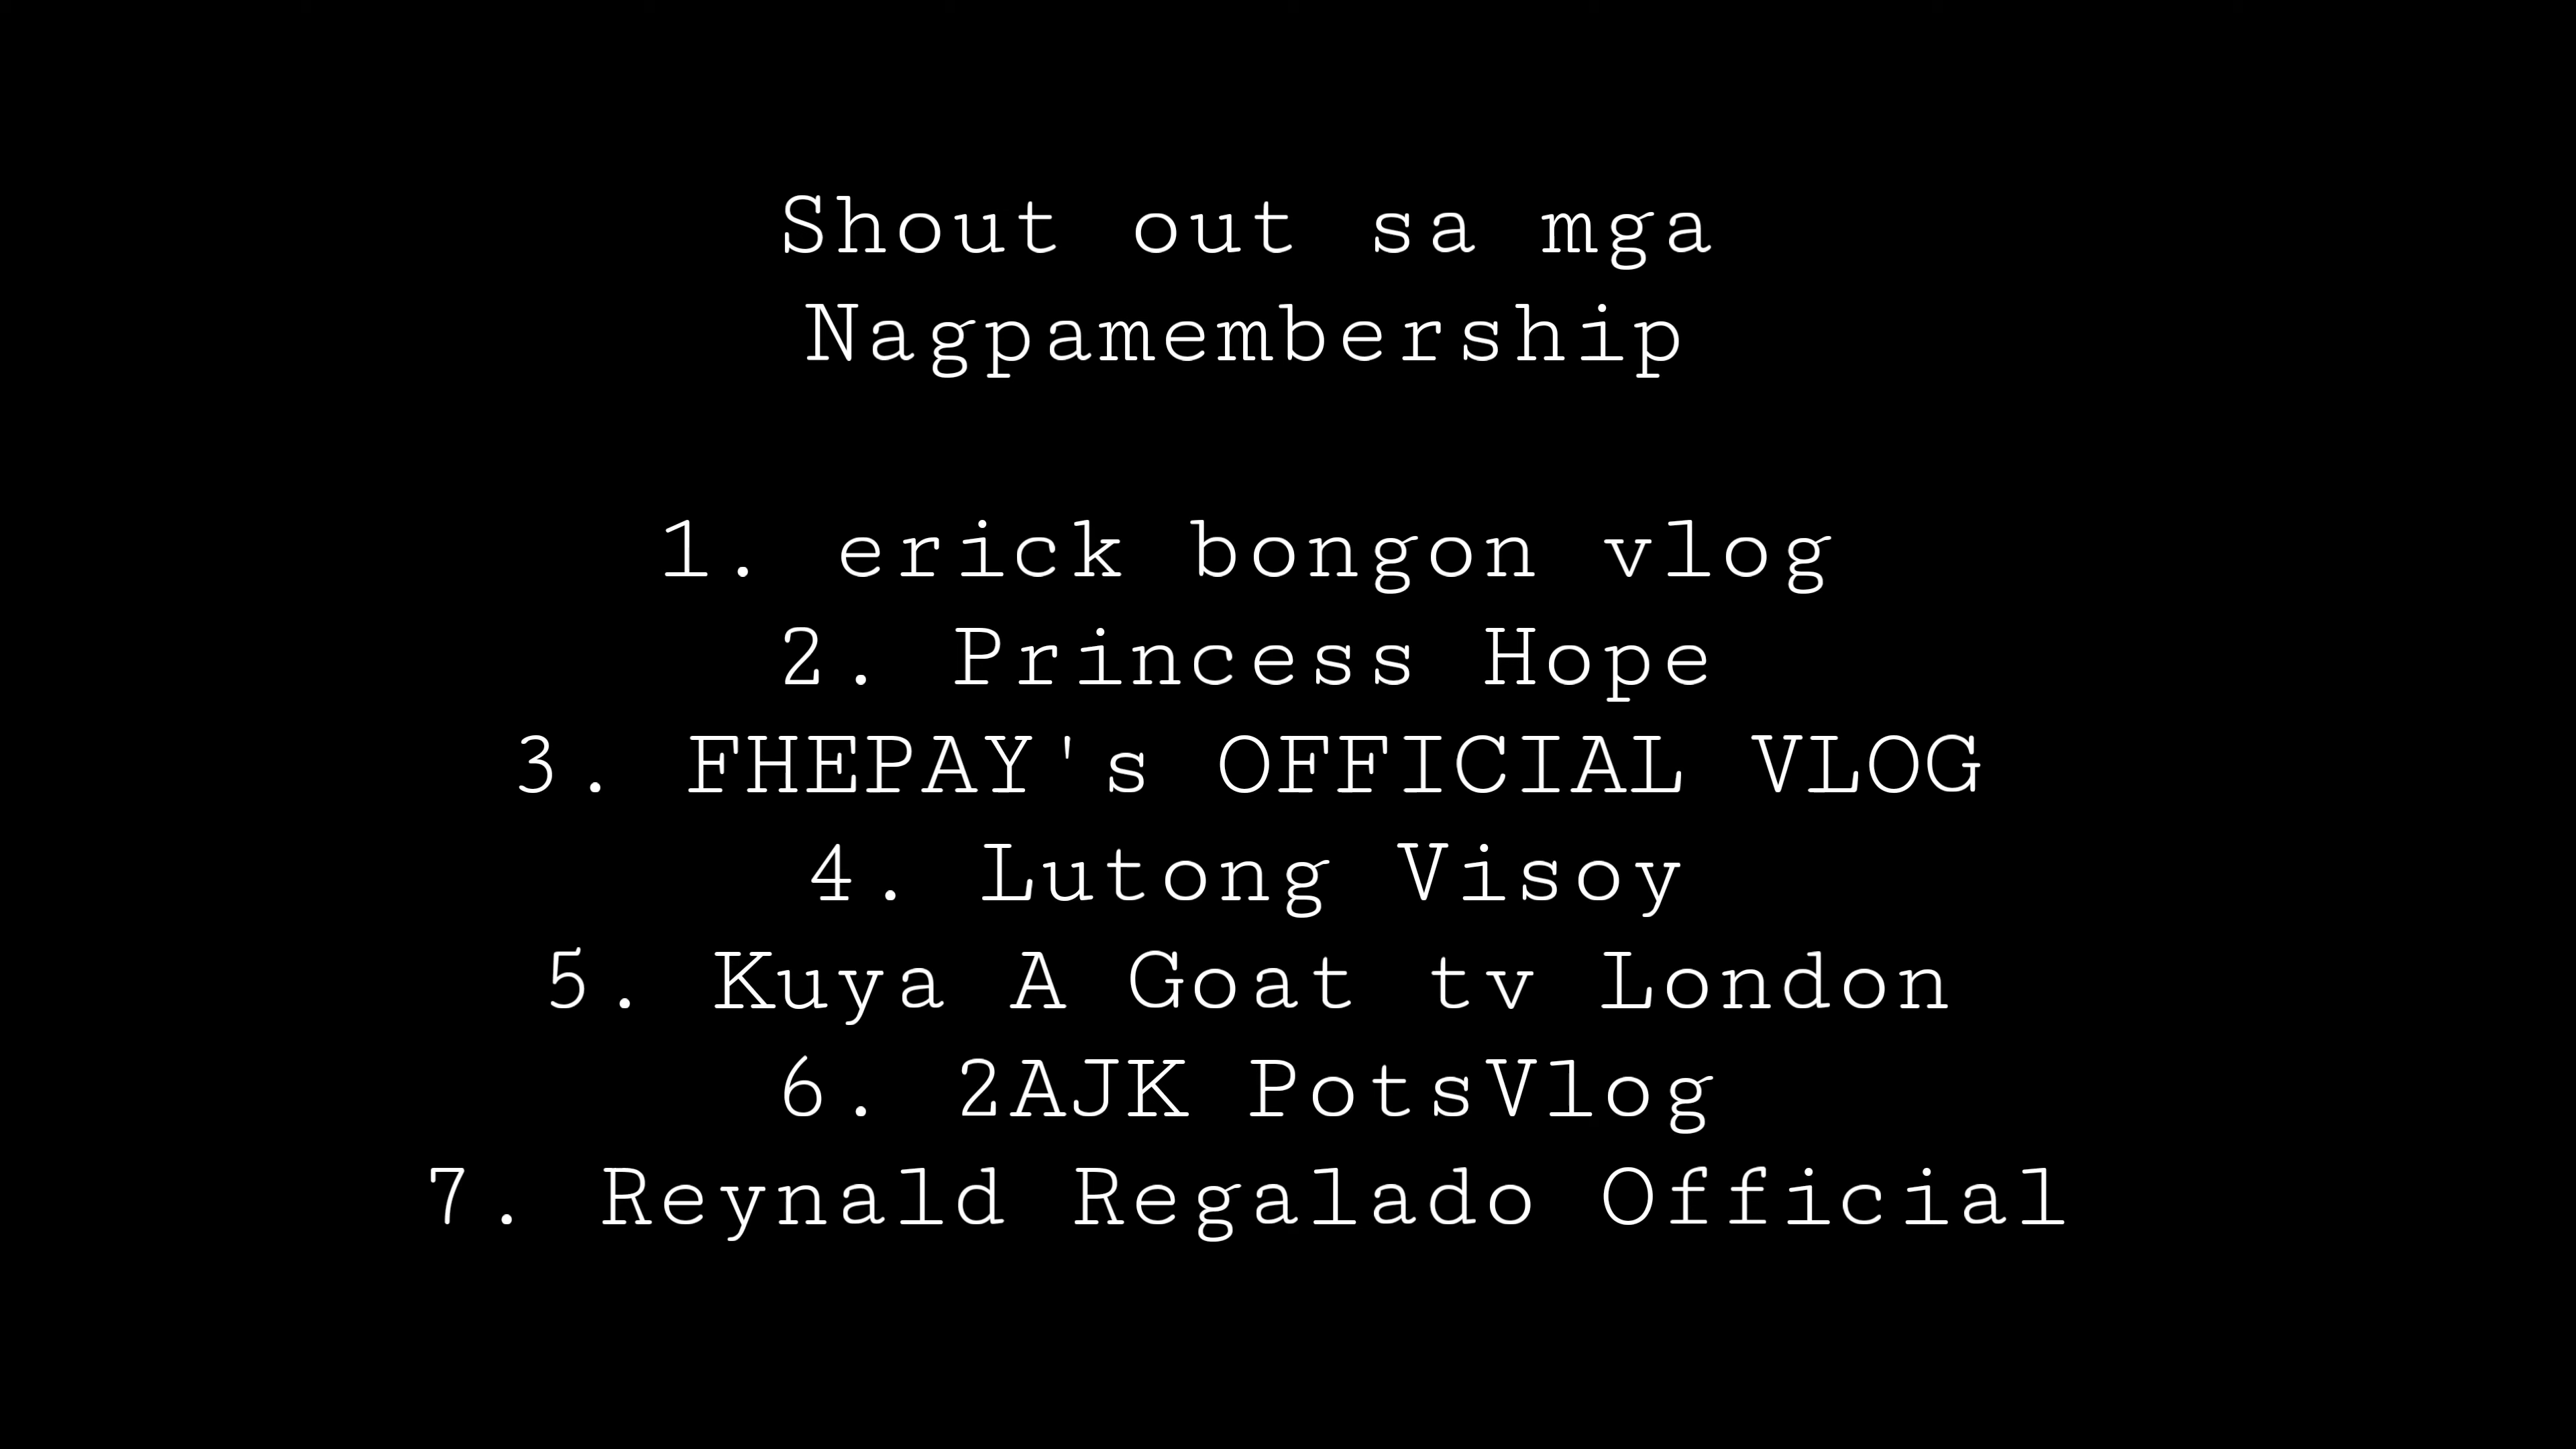 Shout out sa mga
Nagpamembership
1. erick bongon vlog
2. Princess Hope
3. FHEPAY's OFFICIAL VLOG
4. Lutong Visoy
5. Kuya A Goat tv London
6. 2AJK PotsVlog
7. Reynald Regalado Official